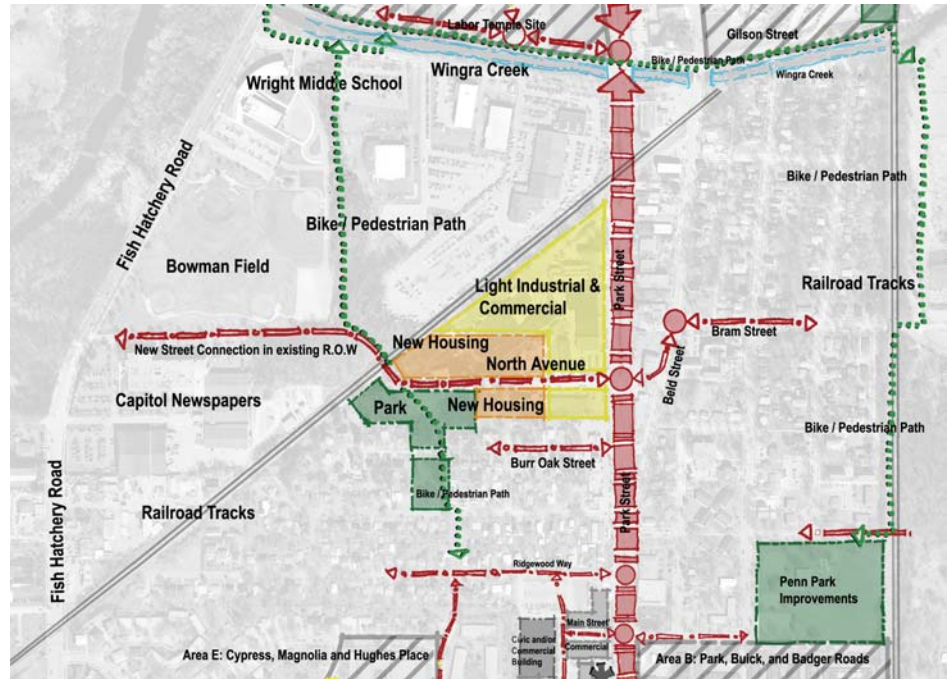 Labor Temple Site
Gilson Street
Bike / Pedestrian Path
Wingra Creek
Wingra Creek
Wright Middle School
Fish Hatchery Road
Bike / Pedestrian Path
Bike / Pedestrian Path
Bowman Field
Light Industrial &
Commercial
Park Street
Railroad Tracks
New Street Connection in existing R.O.W
New Housing
North Avenue
Bram Street
Beld Street
Capitol Newspapers
Park
New Housing
Bike / Pedestrian Path
Burr Oak Street
Fish Hatchery Road
Railroad Tracks
Bike / Pedestrian Path
Park Street
Ridgewood Way
Penn Park
Improvements
Main Street
Commercial
Civic and/or
Commercial
Building
Area E: Cypress, Magnolia and Hughes Place
Area B: Park, Buick, and Badger Roads